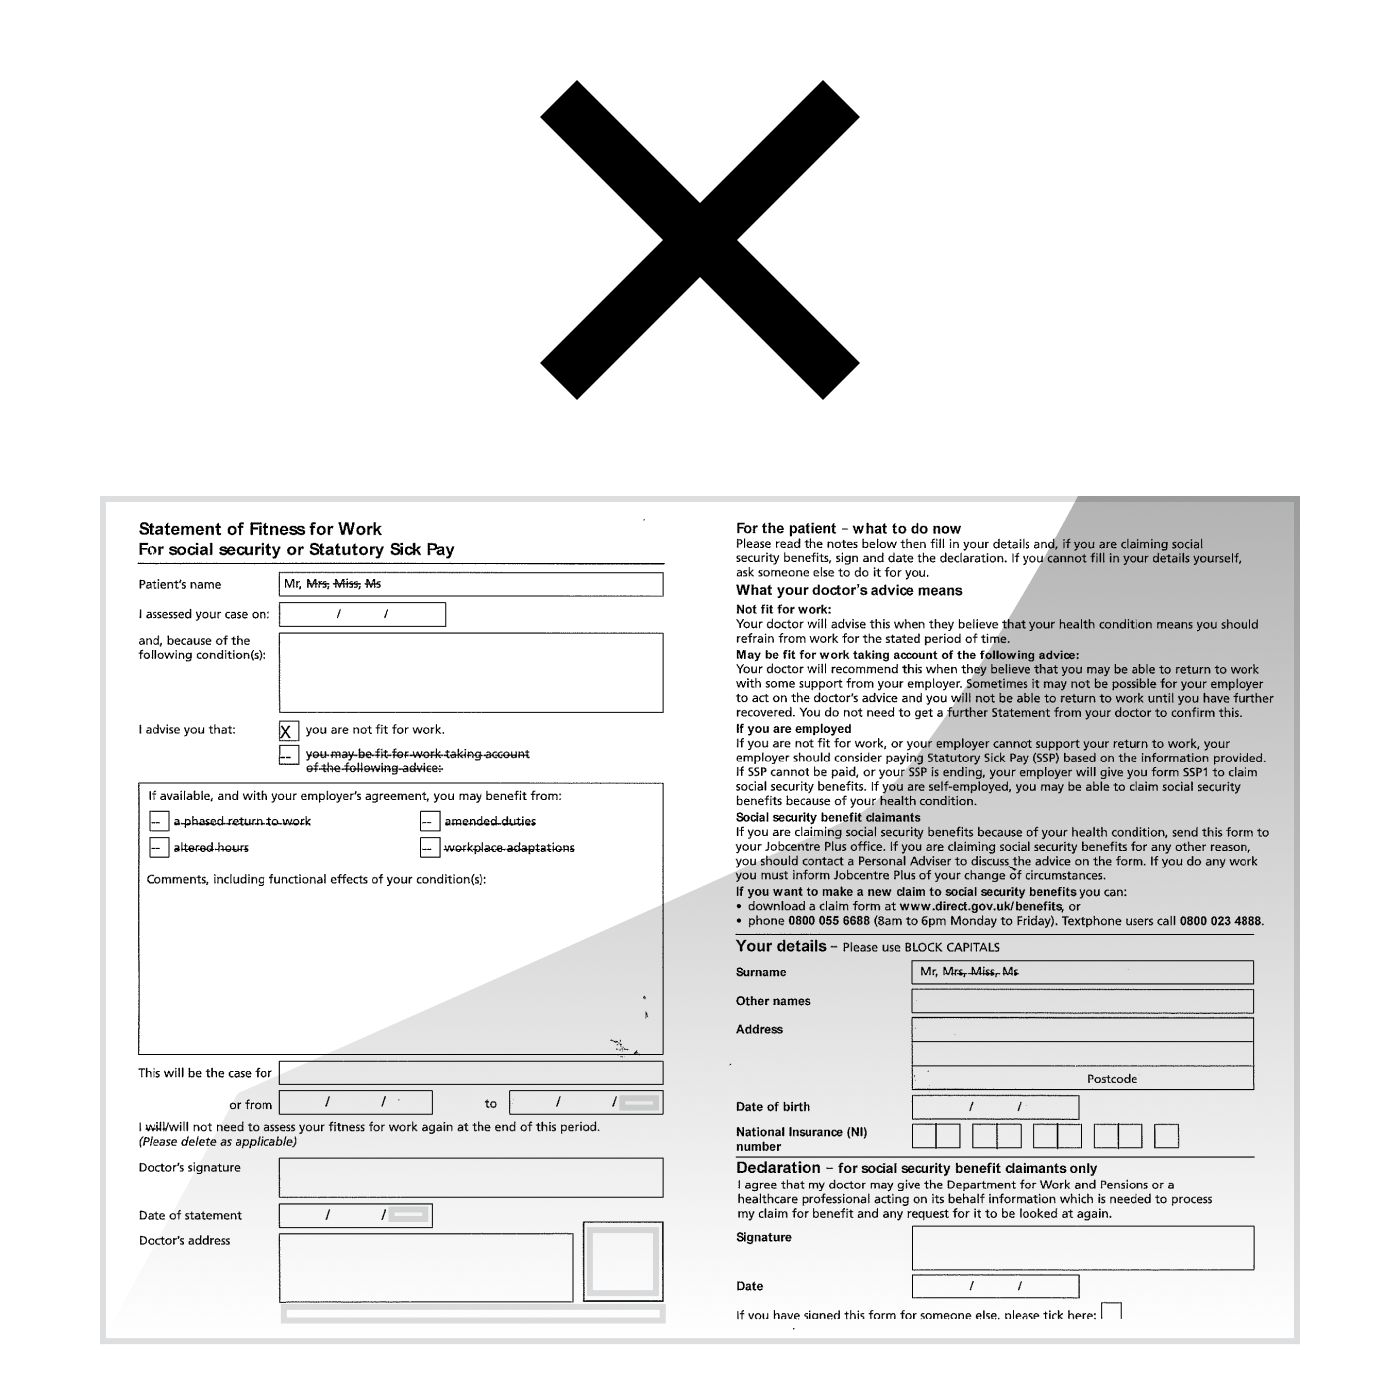 Statement of Fitness for Work
For social security or Statutory Sick Pay
Patient's name
Mr, Mrs, Miss, Ms
I assessed your case on:
/ /
and, because of the
following condition(s):
I advise you that:
X you are not fit for work.
-- you may be fit for work taking account
of the following advice:
If available, and with your employer's agreement, you may benefit from:
-- a phased return to work
-- amended duties
-- altered hours
-- workplace adaptations
Comments, including functional effects of your condition(s):
This will be the case for
or from / / to / /
I will/will not need to assess your fitness for work again at the end of this period.
(Please delete as applicable)
Doctor's signature
Date of statement / /
Doctor's address
For the patient – what to do now
Please read the notes below then fill in your details and, if you are claiming social
security benefits, sign and date the declaration. If you cannot fill in your details yourself,
ask someone else to do it for you.
What your doctor's advice means
Not fit for work:
Your doctor will advise this when they believe that your health condition means you should
refrain from work for the stated period of time.
May be fit for work taking account of the following advice:
Your doctor will recommend this when they believe that you may be able to return to work
with some support from your employer. Sometimes it may not be possible for your employer
to act on the doctor's advice and you will not be able to return to work until you have further
recovered. You do not need to get a further Statement from your doctor to confirm this.
If you are employed
If you are not fit for work, or your employer cannot support your return to work, your
employer should consider paying Statutory Sick Pay (SSP) based on the information provided.
If SSP cannot be paid, or your SSP is ending, your employer will give you form SSP1 to claim
social security benefits. If you are self-employed, you may be able to claim social security
benefits because of your health condition.
Social security benefit claimants
If you are claiming social security benefits because of your health condition, send this form to
your Jobcentre Plus office. If you are claiming social security benefits for any other reason,
you should contact a Personal Adviser to discuss the advice on the form. If you do any work
you must inform Jobcentre Plus of your change of circumstances.
If you want to make a new claim to social security benefits you can:
• download a claim form at www.direct.gov.uk/benefits, or
• phone 0800 055 6688 (8am to 6pm Monday to Friday). Textphone users call 0800 023 4888.
Your details – Please use BLOCK CAPITALS
Surname
Mr, Mrs, Miss, Ms
Other names
Address
Postcode
Date of birth / /
National Insurance (NI)
number
Declaration – for social security benefit claimants only
I agree that my doctor may give the Department for Work and Pensions or a
healthcare professional acting on its behalf information which is needed to process
my claim for benefit and any request for it to be looked at again.
Signature
Date / /
If you have signed this form for someone else, please tick here: